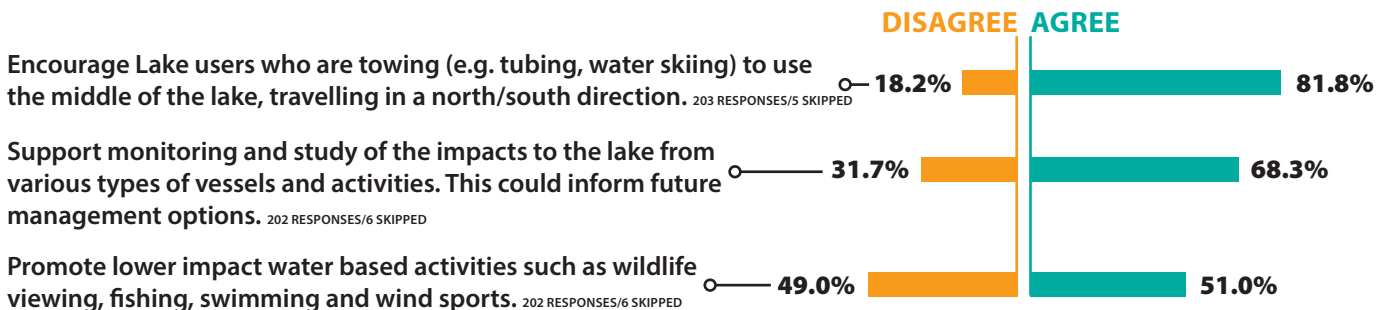 DISAGREE AGREE
Encourage Lake users who are towing (e.g. tubing, water skiing) to use
the middle of the lake, travelling in a north/south direction. 203 RESPONSES/5 SKIPPED
18.2% 81.8%
Support monitoring and study of the impacts to the lake from
various types of vessels and activities. This could inform future
management options. 202 RESPONSES/6 SKIPPED
31.7% 68.3%
Promote lower impact water based activities such as wildlife
viewing, fishing, swimming and wind sports. 202 RESPONSES/6 SKIPPED
49.0% 51.0%